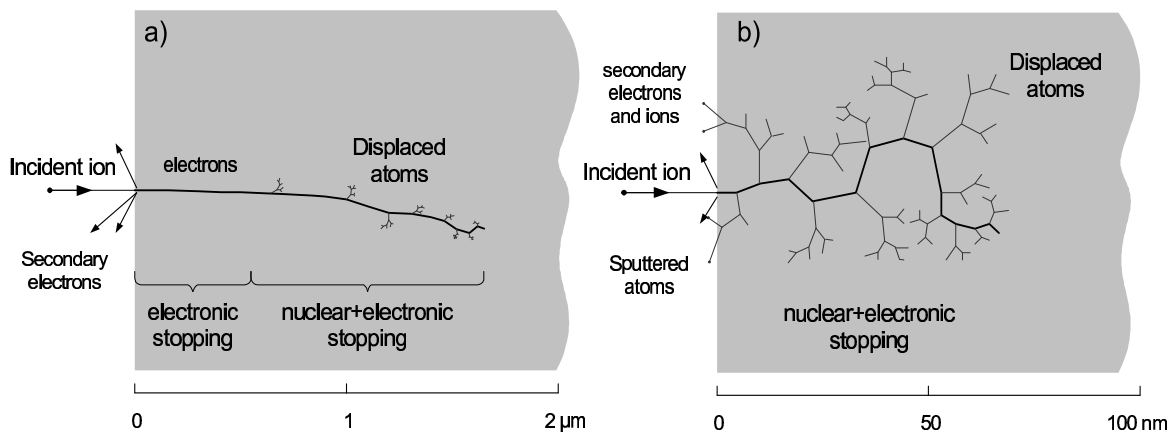 a)
Incident ion
electrons
Displaced
atoms
Secondary
electrons
electronic
stopping
nuclear+electronic
stopping
0
1
2 µm
b)
secondary
electrons
and ions
Displaced
atoms
Incident ion
Sputtered
atoms
nuclear+electronic
stopping
0
50
100 nm